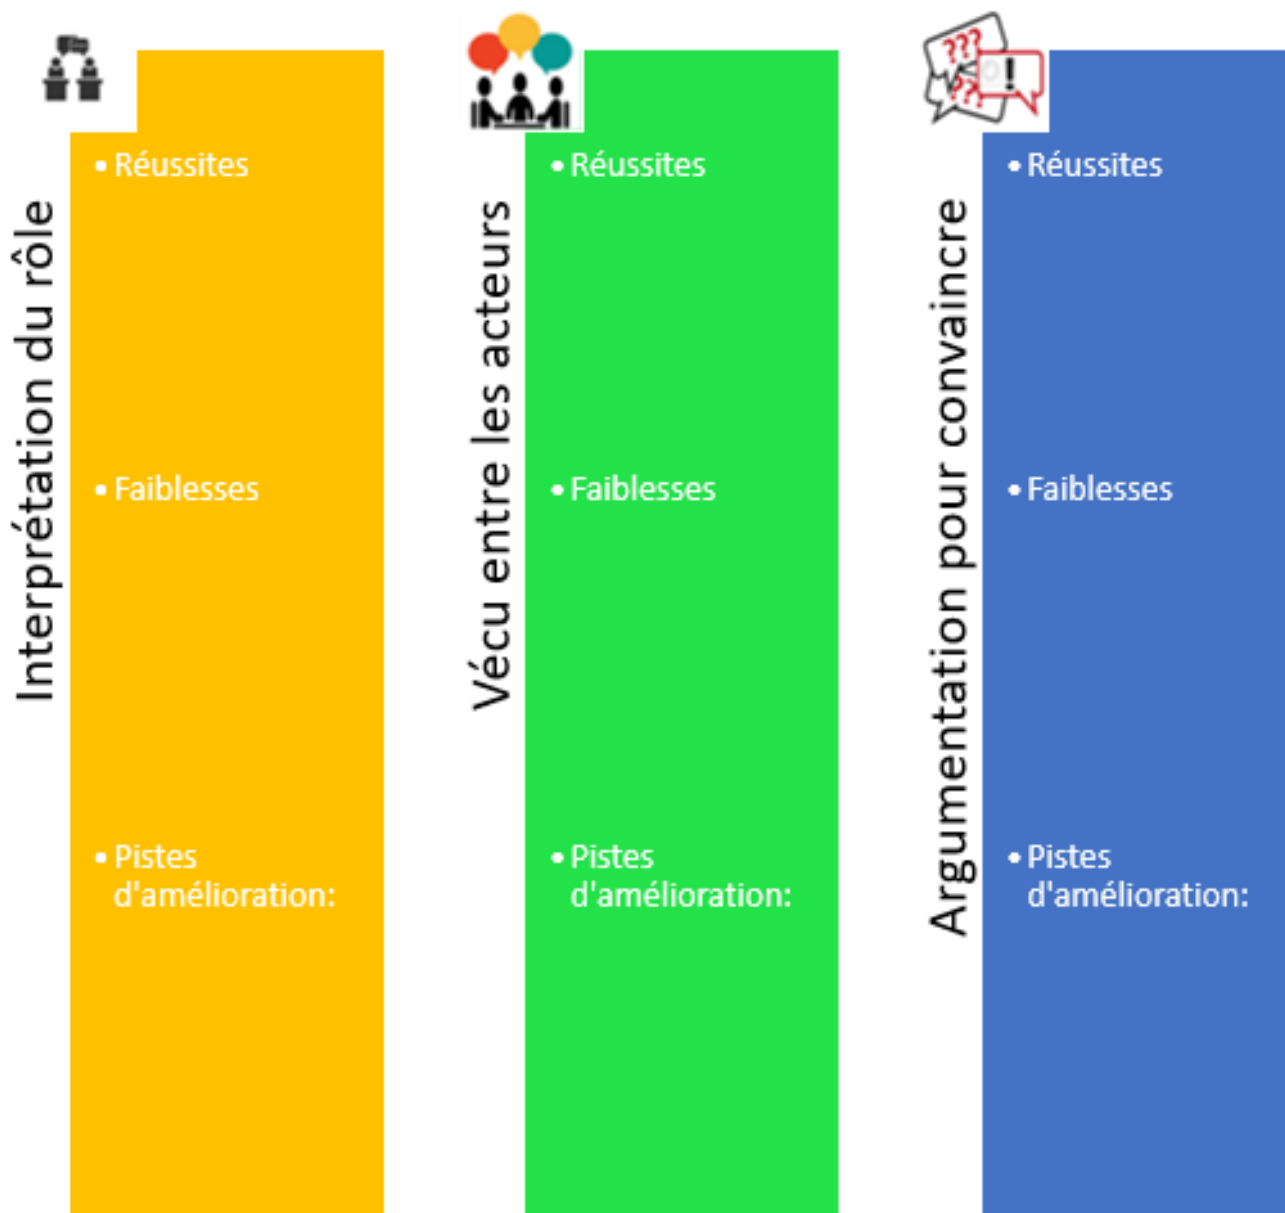 Interprétation du rôle
• Réussites
• Faiblesses
• Pistes
d'amélioration:
Vécu entre les acteurs
• Réussites
• Faiblesses
• Pistes
d'amélioration:
Argumentation pour convaincre
???
???
!
• Réussites
• Faiblesses
• Pistes
d'amélioration: